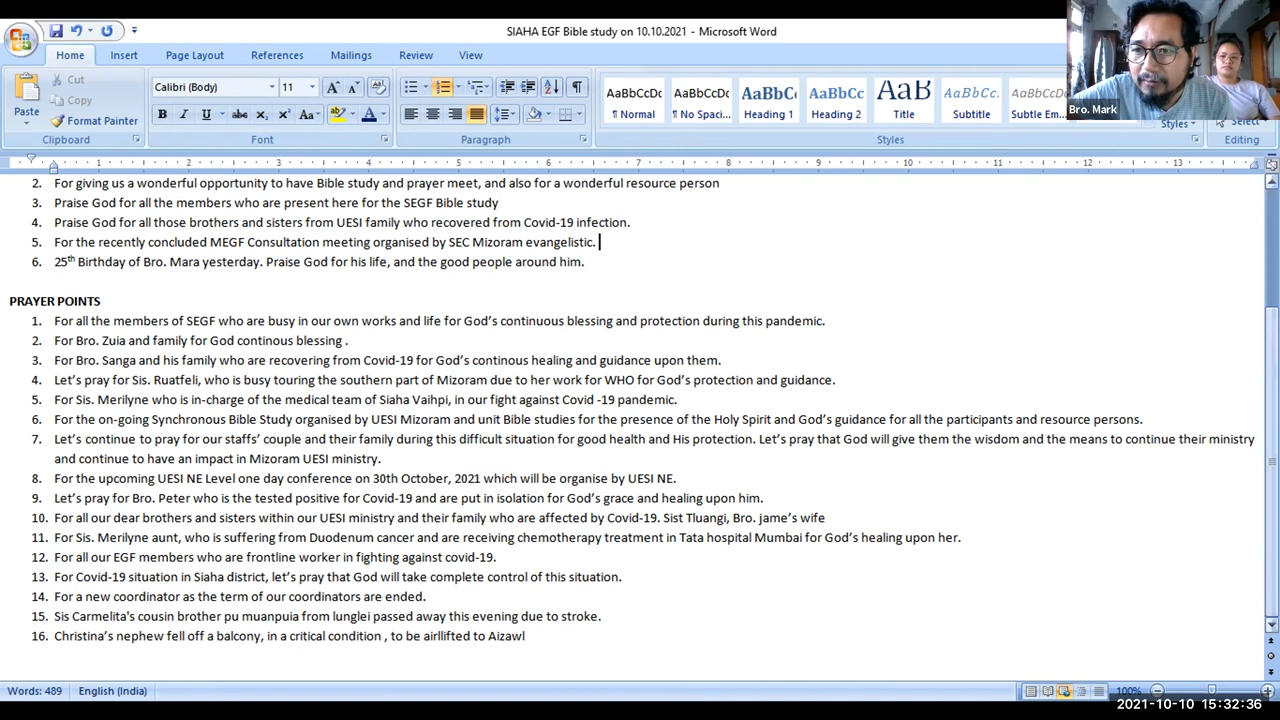 SIAHA EGF Bible study on 10.10.2021 - Microsoft Word
Home Insert Page Layout References Mailings Review View
Cut
Copy
Format Painter
Paste
Clipboard
Calibri (Body) 11
Font
Paragraph
AaBbCcDc AaBbCcDc AaBbC AaBbCc AaB AaBbCc. AaBbCcDc
¶ Normal ¶ No Spaci... Heading 1 Heading 2 Title Subtitle Subtle Em...
Styles
Styles
Select
Editing
Bro. Mark
1 2 3 4 5 6 7 8 9 10 11 12 13
2. For giving us a wonderful opportunity to have Bible study and prayer meet, and also for a wonderful resource person
3. Praise God for all the members who are present here for the SEGF Bible study
4. Praise God for all those brothers and sisters from UESI family who recovered from Covid-19 infection.
5. For the recently concluded MEGF Consultation meeting organised by SEC Mizoram evangelistic.
6. 25th Birthday of Bro. Mara yesterday. Praise God for his life, and the good people around him.
PRAYER POINTS
1. For all the members of SEGF who are busy in our own works and life for God’s continuous blessing and protection during this pandemic.
2. For Bro. Zuia and family for God continous blessing .
3. For Bro. Sanga and his family who are recovering from Covid-19 for God’s continous healing and guidance upon them.
4. Let’s pray for Sis. Ruatfeli, who is busy touring the southern part of Mizoram due to her work for WHO for God’s protection and guidance.
5. For Sis. Merilyne who is in-charge of the medical team of Siaha Vaihpi, in our fight against Covid -19 pandemic.
6. For the on-going Synchronous Bible Study organised by UESI Mizoram and unit Bible studies for the presence of the Holy Spirit and God’s guidance for all the participants and resource persons.
7. Let’s continue to pray for our staffs’ couple and their family during this difficult situation for good health and His protection. Let’s pray that God will give them the wisdom and the means to continue their ministry
and continue to have an impact in Mizoram UESI ministry.
8. For the upcoming UESI NE Level one day conference on 30th October, 2021 which will be organise by UESI NE.
9. Let’s pray for Bro. Peter who is the tested positive for Covid-19 and are put in isolation for God’s grace and healing upon him.
10. For all our dear brothers and sisters within our UESI ministry and their family who are affected by Covid-19. Sist Tluangi, Bro. jame’s wife
11. For Sis. Merilyne aunt, who is suffering from Duodenum cancer and are receiving chemotherapy treatment in Tata hospital Mumbai for God’s healing upon her.
12. For all our EGF members who are frontline worker in fighting against covid-19.
13. For Covid-19 situation in Siaha district, let’s pray that God will take complete control of this situation.
14. For a new coordinator as the term of our coordinators are ended.
15. Sis Carmelita's cousin brother pu muanpuia from lunglei passed away this evening due to stroke.
16. Christina’s nephew fell off a balcony, in a critical condition , to be airllifted to Aizawl
Words: 489 English (India) 100%
2021-10-10 15:32:36